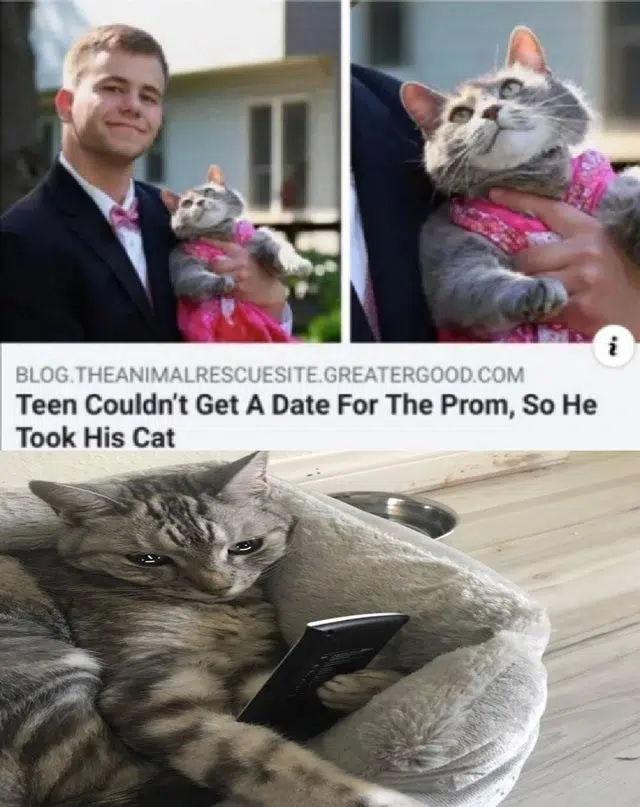 BLOG.THEANIMALRESCUESITE.GREATERGOOD.COM
Teen Couldn't Get A Date For The Prom, So He
Took His Cat